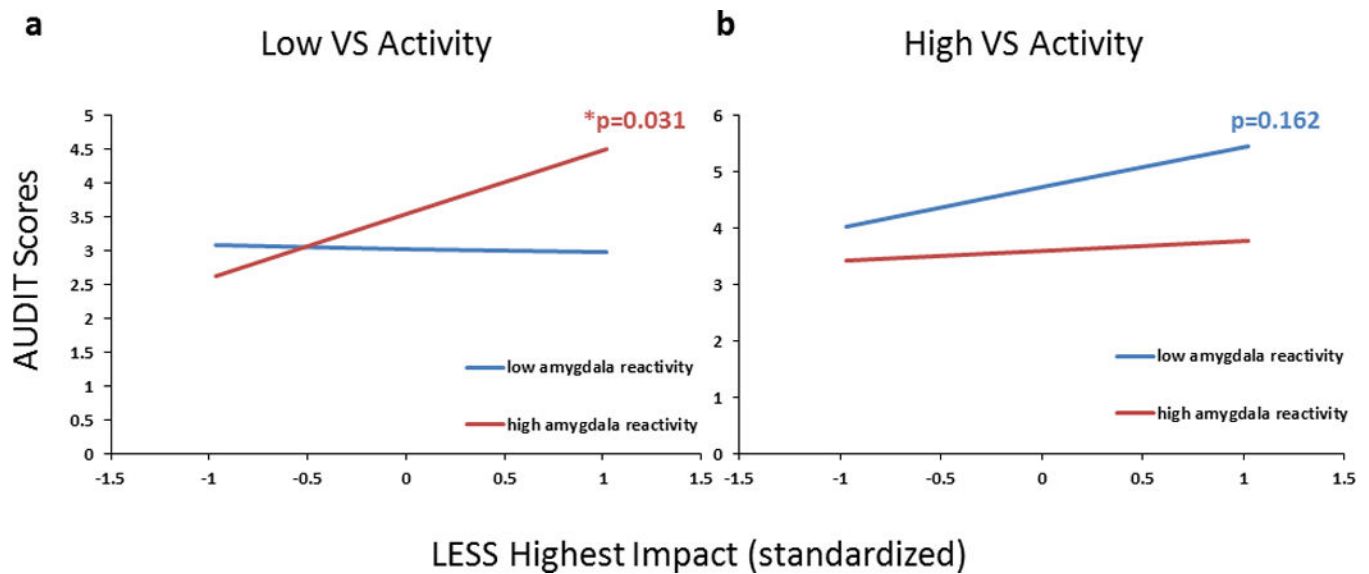 a
Low VS Activity
b
High VS Activity
AUDIT Scores
5
4.5
4
3.5
3
2.5
2
1.5
1
0.5
0
-1.5
-1
-0.5
0
0.5
1
1.5
*p=0.031
low amygdala reactivity
high amygdala reactivity
6
5
4
3
2
1
0
-1.5
-1
-0.5
0
0.5
1
1.5
p=0.162
low amygdala reactivity
high amygdala reactivity
LESS Highest Impact (standardized)